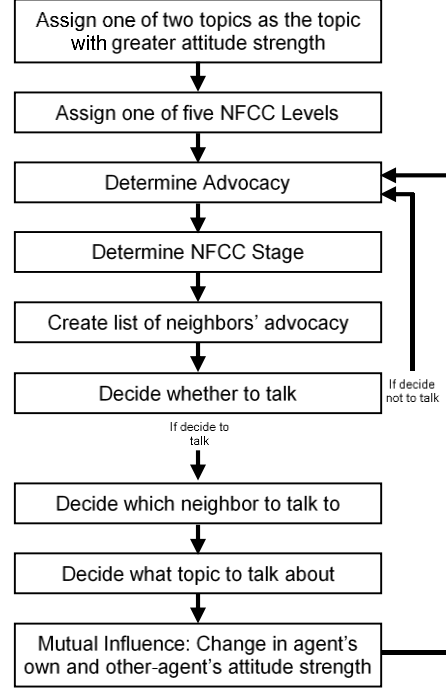 Assign one of two topics as the topic
with greater attitude strength
Assign one of five NFCC Levels
Determine Advocacy
Determine NFCC Stage
Create list of neighbors' advocacy
Decide whether to talk
If decide
not to talk
If decide to
talk
Decide which neighbor to talk to
Decide what topic to talk about
Mutual Influence: Change in agent's
own and other-agent's attitude strength